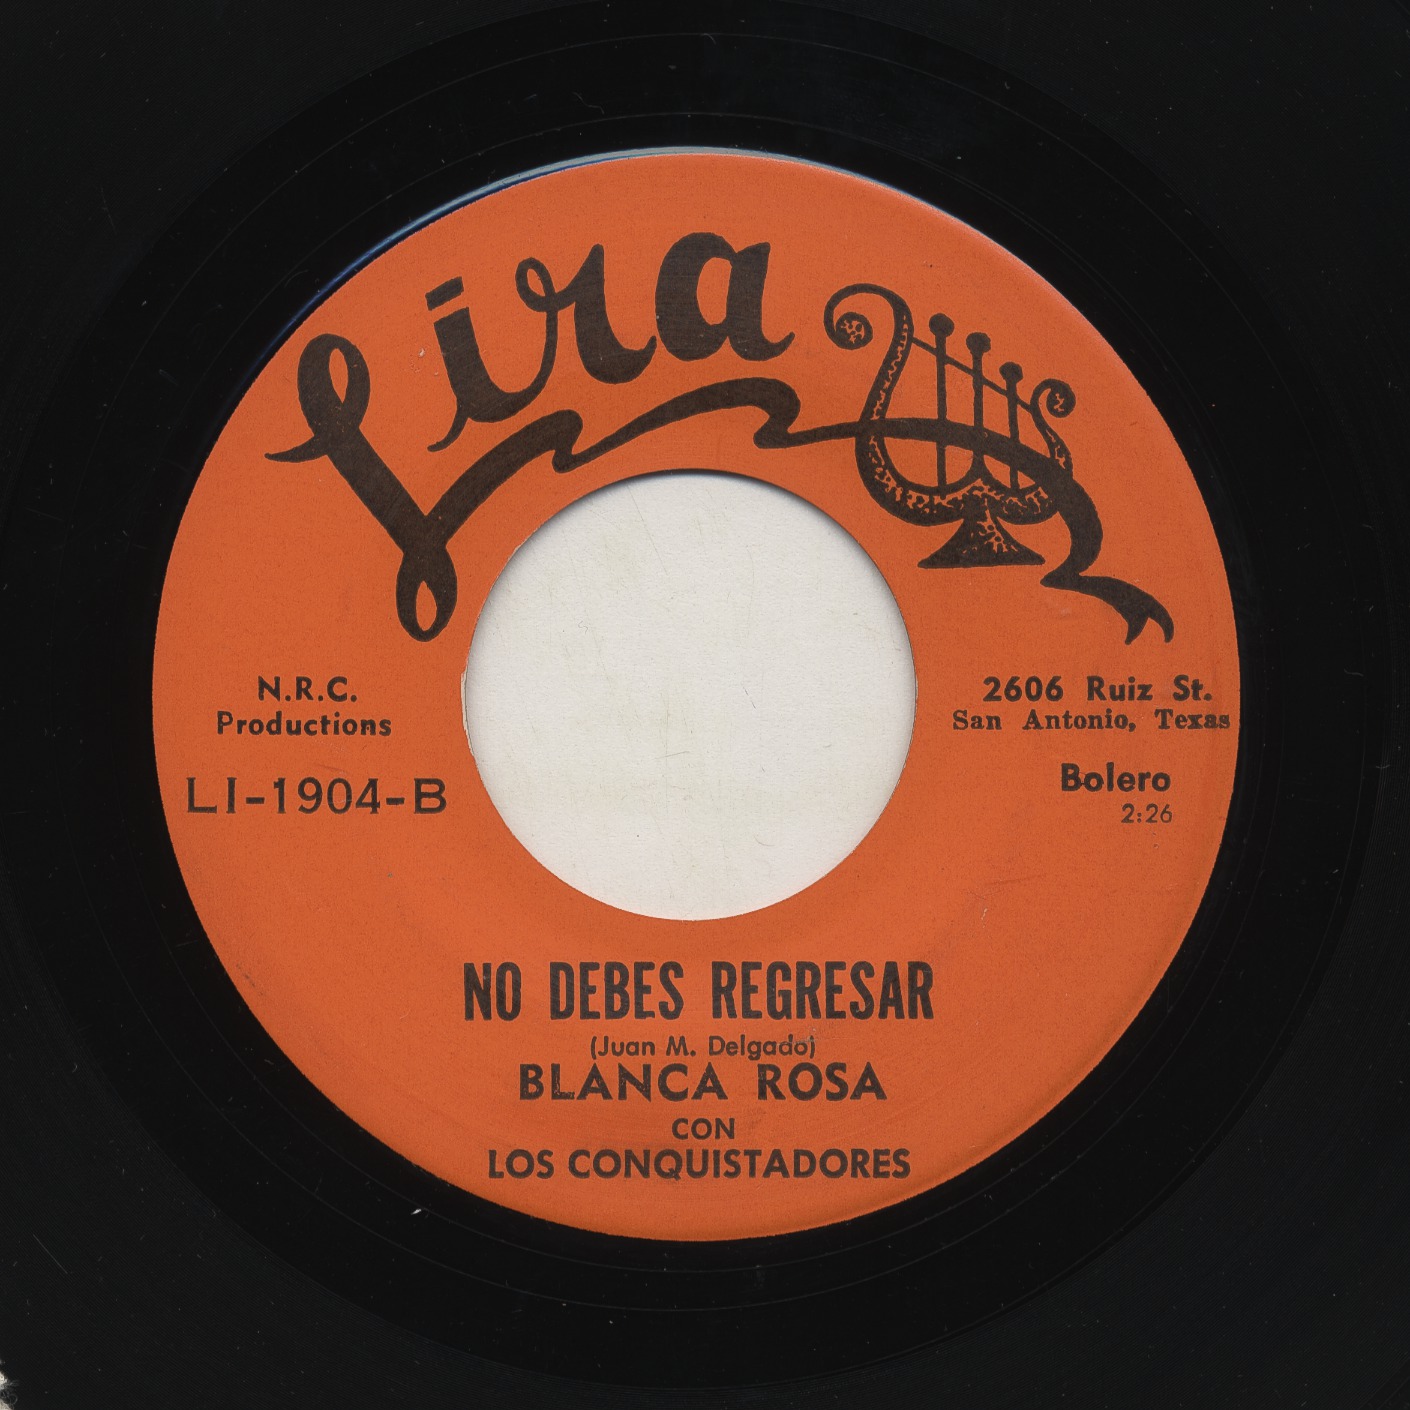 Lira
N.R.C.
Productions
LI-1904-B
2606 Ruiz St.
San Antonio, Texas
Bolero
2:26
NO DEBES REGRESAR
(Juan M. Delgado)
BLANCA ROSA
CON
LOS CONQUISTADORES